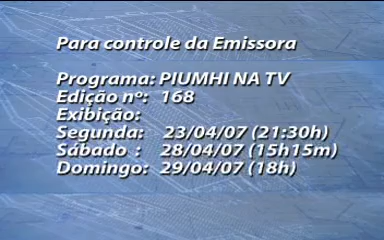 Para controle da Emissora
Programa: PIUMHI NA TV
Edição nº: 168
Exibição:
Segunda: 23/04/07 (21:30h)
Sábado : 28/04/07 (15h15m)
Domingo: 29/04/07 (18h)